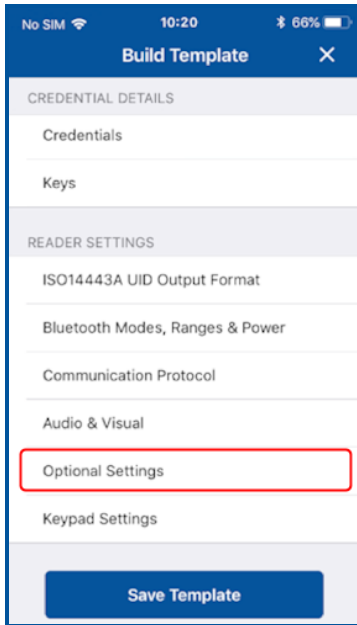 No SIM 10:20 66%
Build Template ×
CREDENTIAL DETAILS
Credentials
Keys
READER SETTINGS
ISO14443A UID Output Format
Bluetooth Modes, Ranges & Power
Communication Protocol
Audio & Visual
Optional Settings
Keypad Settings
Save Template